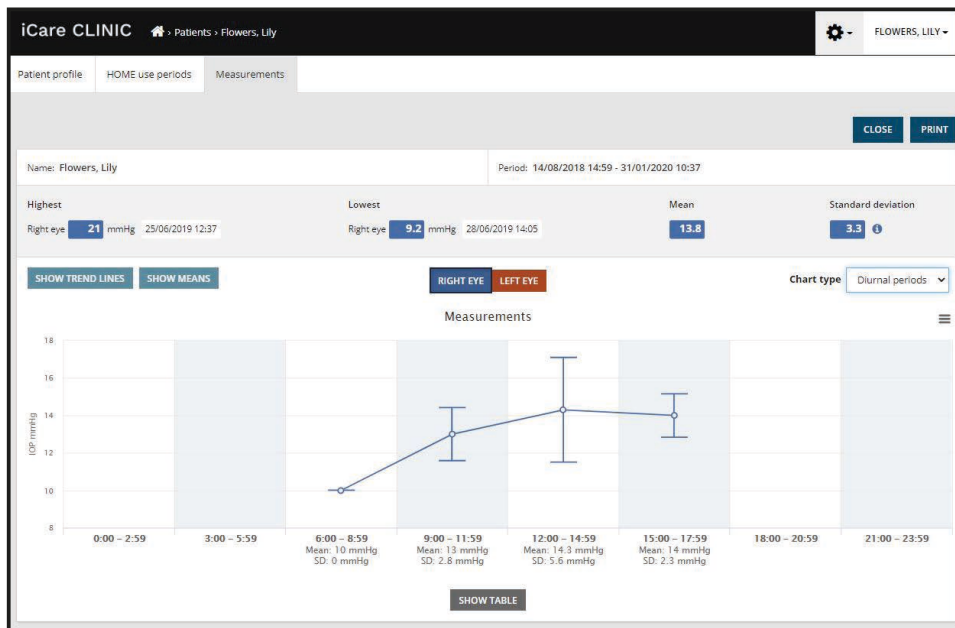 iCare CLINIC › Patients › Flowers, Lily FLOWERS, LILY
Patient profile HOME use periods Measurements
CLOSE PRINT
Name: Flowers, Lily Period: 14/08/2018 14:59 - 31/01/2020 10:37
Highest Lowest Mean Standard deviation
Right eye 21 mmHg 25/06/2019 12:37 Right eye 9.2 mmHg 28/06/2019 14:05 13.8 3.3 i
SHOW TREND LINES SHOW MEANS RIGHT EYE LEFT EYE Chart type Diurnal periods
Measurements
18
16
14
12
10
8
IOP mmHg
0:00 – 2:59 3:00 – 5:59 6:00 – 8:59 9:00 – 11:59 12:00 – 14:59 15:00 – 17:59 18:00 – 20:59 21:00 – 23:59
Mean: 10 mmHg Mean: 13 mmHg Mean: 14.3 mmHg Mean: 14 mmHg
SD: 0 mmHg SD: 2.8 mmHg SD: 5.6 mmHg SD: 2.3 mmHg
SHOW TABLE